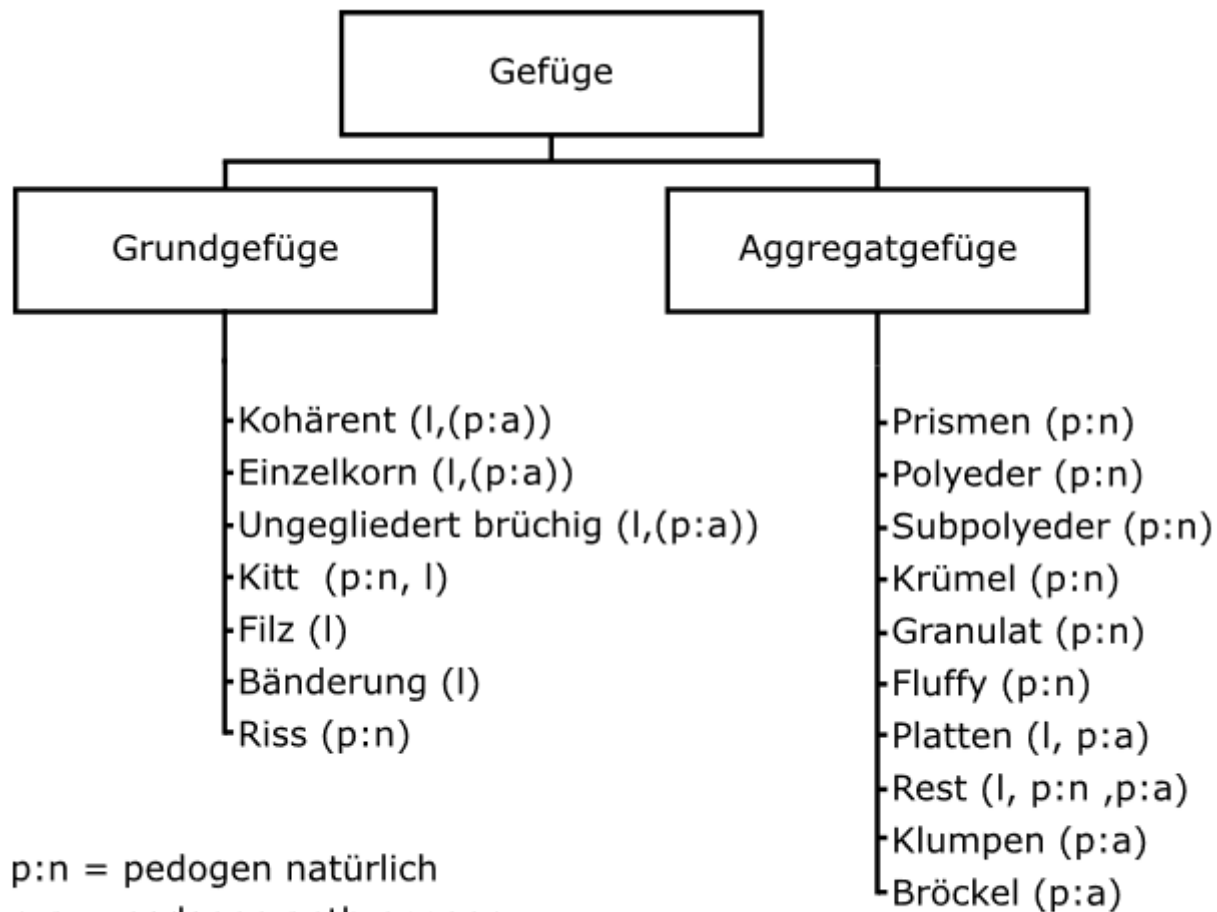 Gefüge
Grundgefüge
Aggregatgefüge
Kohärent (l,(p:a))
Einzelkorn (l,(p:a))
Ungegliedert brüchig (l,(p:a))
Kitt (p:n, l)
Filz (l)
Bänderung (l)
Riss (p:n)
Prismen (p:n)
Polyeder (p:n)
Subpolyeder (p:n)
Krümel (p:n)
Granulat (p:n)
Fluffy (p:n)
Platten (l, p:a)
Rest (l, p:n ,p:a)
Klumpen (p:a)
Bröckel (p:a)
p:n = pedogen natürlich